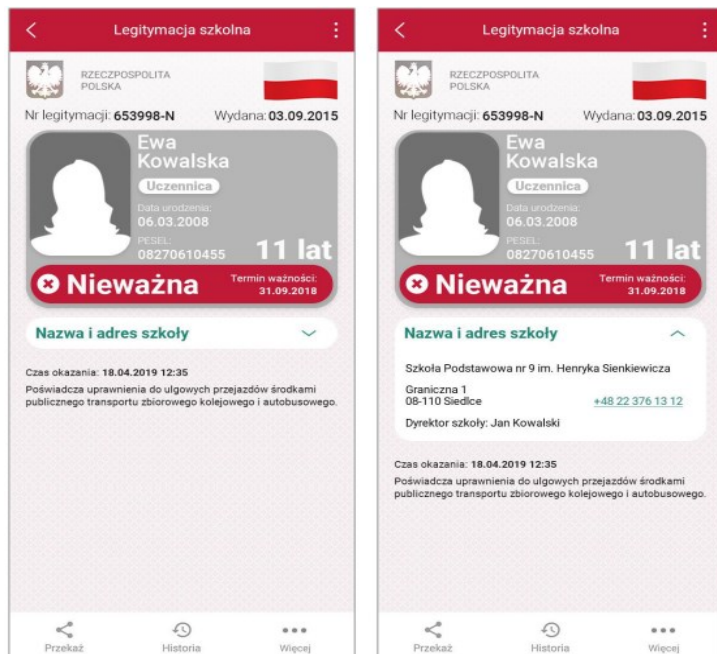 Legitymacja szkolna
RZECZPOSPOLITA
POLSKA
Nr legitymacji: 653998-N Wydana: 03.09.2015
Ewa
Kowalska
Uczennica
Data urodzenia:
06.03.2008
PESEL:
08270610455
11 lat
Nieważna
Termin ważności:
31.09.2018
Nazwa i adres szkoły
Czas okazania: 18.04.2019 12:35
Poświadcza uprawnienia do ulgowych przejazdów środkami
publicznego transportu zbiorowego kolejowego i autobusowego.
Przekaż Historia Więcej
Legitymacja szkolna
RZECZPOSPOLITA
POLSKA
Nr legitymacji: 653998-N Wydana: 03.09.2015
Ewa
Kowalska
Uczennica
Data urodzenia:
06.03.2008
PESEL:
08270610455
11 lat
Nieważna
Termin ważności:
31.09.2018
Nazwa i adres szkoły
Szkoła Podstawowa nr 9 im. Henryka Sienkiewicza
Graniczna 1
08-110 Siedlce +48 22 376 13 12
Dyrektor szkoły: Jan Kowalski
Czas okazania: 18.04.2019 12:35
Poświadcza uprawnienia do ulgowych przejazdów środkami
publicznego transportu zbiorowego kolejowego i autobusowego.
Przekaż Historia Więcej